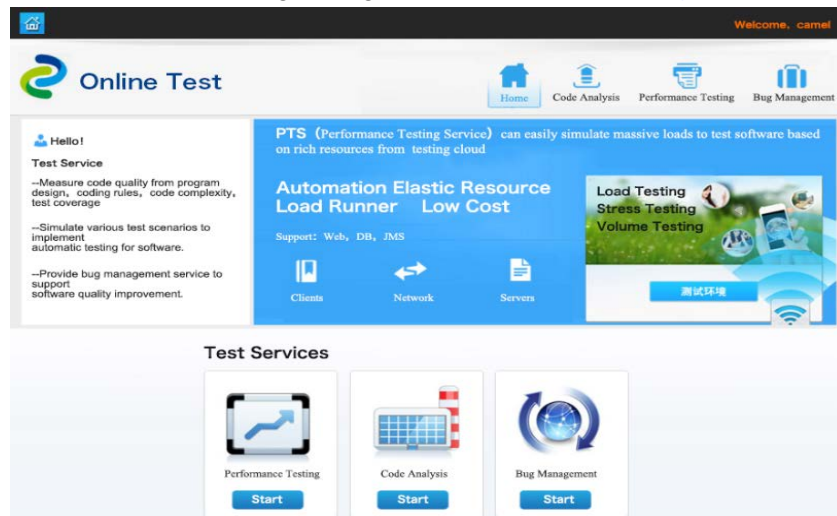 Welcome, camel
Online Test
Home
Code Analysis
Performance Testing
Bug Management
Hello!
Test Service
--Measure code quality from program
design, coding rules, code complexity,
test coverage
--Simulate various test scenarios to
implement
automatic testing for software.
--Provide bug management service to
support
software quality improvement.
PTS (Performance Testing Service) can easily simulate massive loads to test software based
on rich resources from testing cloud
Automation Elastic Resource
Load Runner Low Cost
Support: Web, DB, JMS
Clients
Network
Servers
Load Testing
Stress Testing
Volume Testing
测试环境
Test Services
Performance Testing
Code Analysis
Bug Management
Start
Start
Start